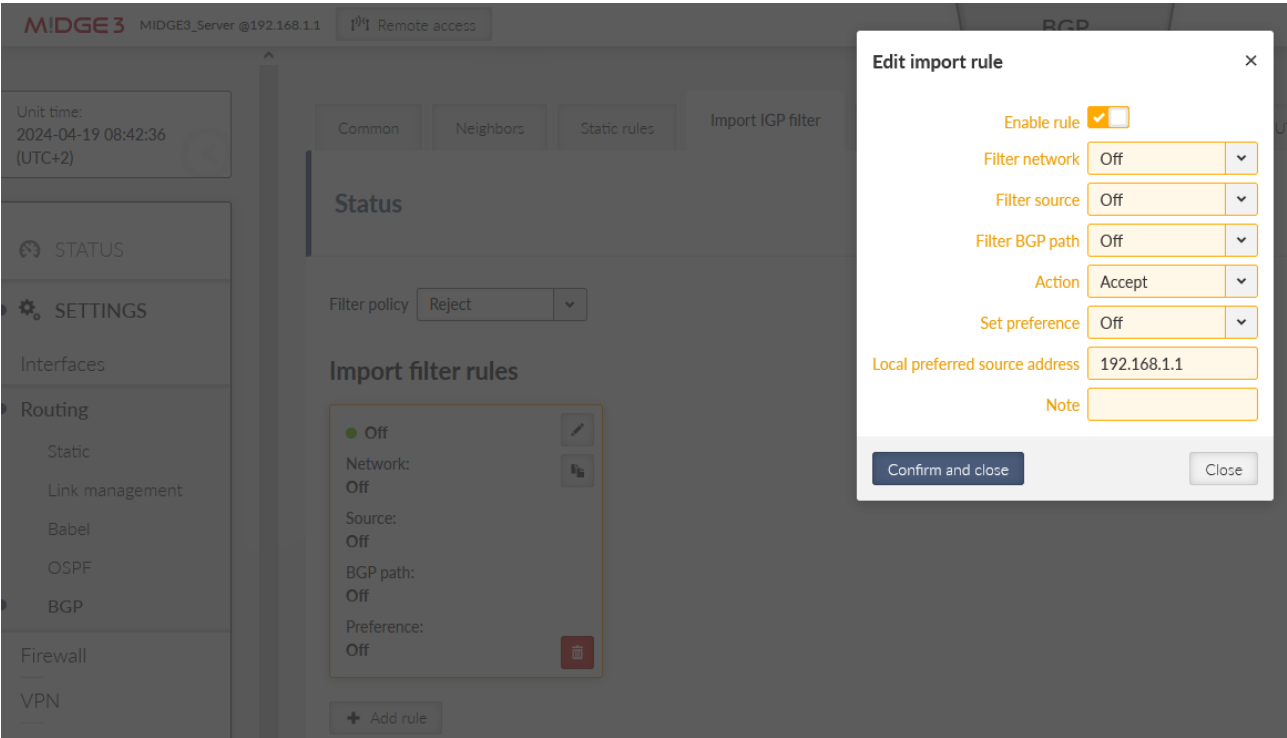 M!DGE3 MIDGE3_Server @192.168.1.1 Remote access
BGP
Unit time:
2024-04-19 08:42:36
(UTC+2)
STATUS
SETTINGS
Interfaces
Routing
Static
Link management
Babel
OSPF
BGP
Firewall
VPN
Common Neighbors Static rules Import IGP filter
Status
Filter policy Reject
Import filter rules
Off
Network:
Off
Source:
Off
BGP path:
Off
Preference:
Off
Add rule
Edit import rule
Enable rule
Filter network Off
Filter source Off
Filter BGP path Off
Action Accept
Set preference Off
Local preferred source address 192.168.1.1
Note
Confirm and close Close